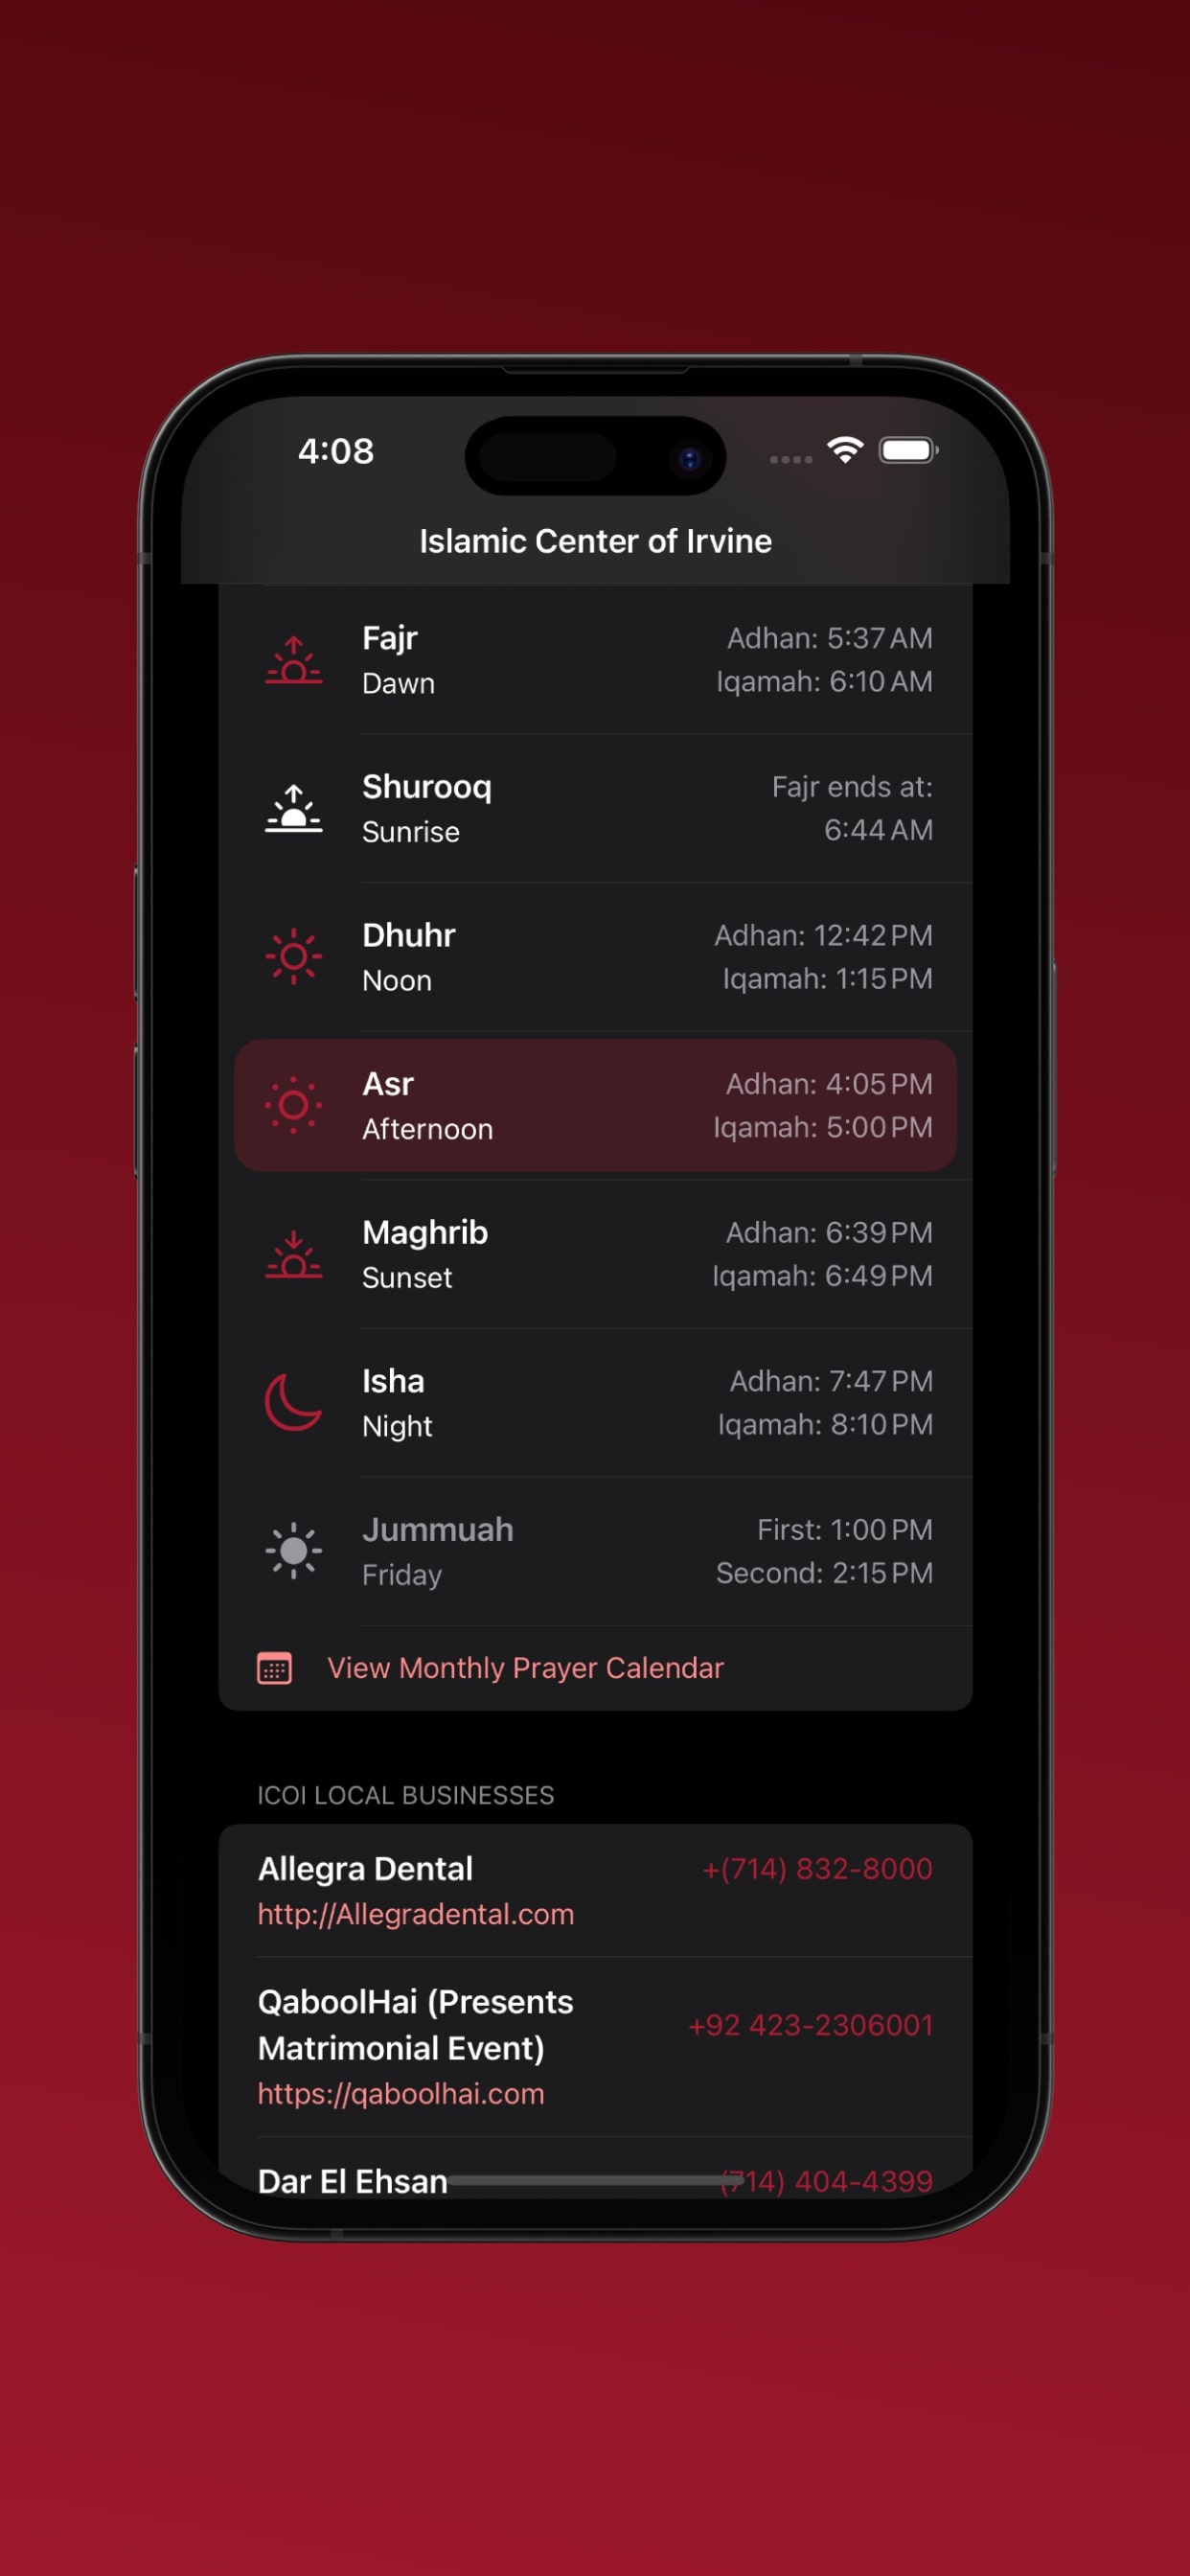 4:08
Islamic Center of Irvine
Fajr
Adhan: 5:37 AM
Dawn
Iqamah: 6:10 AM
Shurooq
Fajr ends at:
Sunrise
6:44 AM
Dhuhr
Adhan: 12:42 PM
Noon
Iqamah: 1:15 PM
Asr
Adhan: 4:05 PM
Afternoon
Iqamah: 5:00 PM
Maghrib
Adhan: 6:39 PM
Sunset
Iqamah: 6:49 PM
Isha
Adhan: 7:47 PM
Night
Iqamah: 8:10 PM
Jummuah
First: 1:00 PM
Friday
Second: 2:15 PM
View Monthly Prayer Calendar
ICOI LOCAL BUSINESSES
Allegra Dental
+(714) 832-8000
http://Allegradental.com
QaboolHai (Presents
Matrimonial Event)
+92 423-2306001
https://qaboolhai.com
Dar El Ehsan
(714) 404-4399